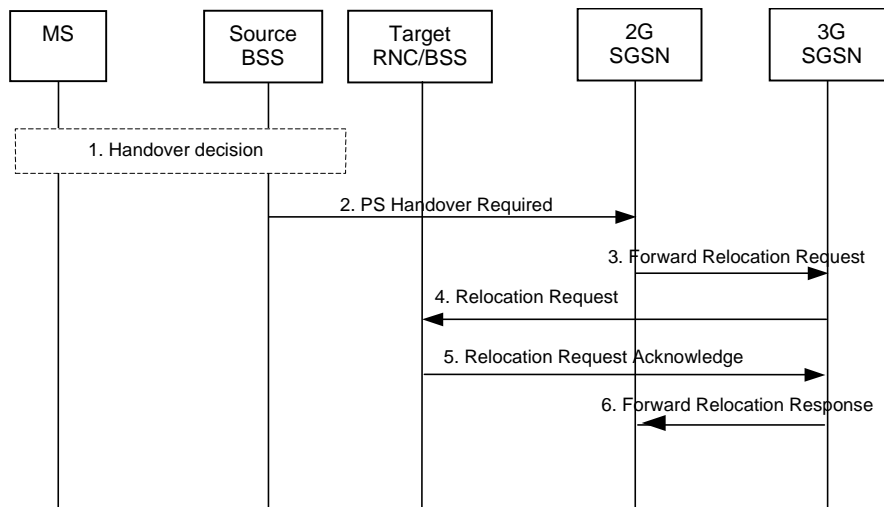 MS
Source
BSS
Target
RNC/BSS
2G
SGSN
3G
SGSN
1. Handover decision
2. PS Handover Required
3. Forward Relocation Request
4. Relocation Request
5. Relocation Request Acknowledge
6. Forward Relocation Response